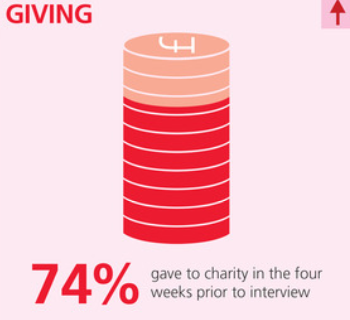 GIVING
£
74%
gave to charity in the four
weeks prior to interview